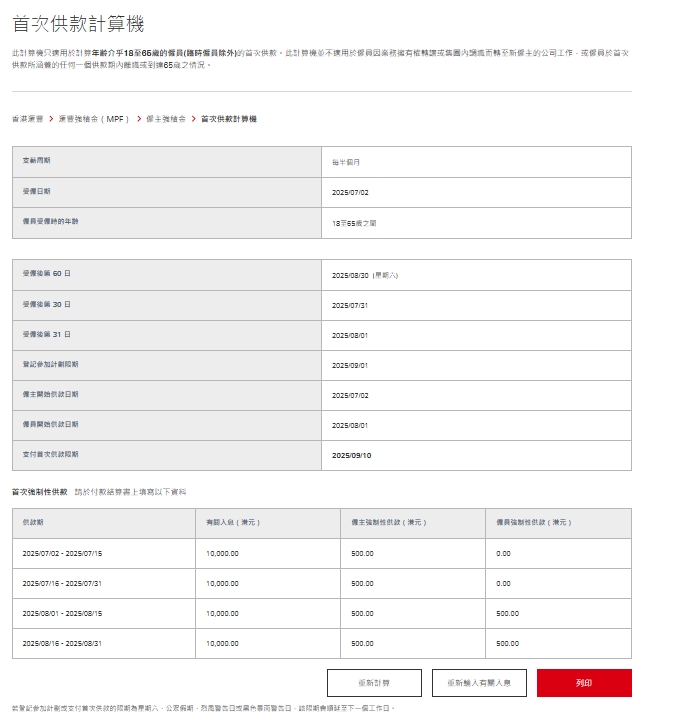 首次供款計算機
此計算機只適用於計算年齡介乎18至65歲的僱員(臨時僱員除外)的首次供款。此計算機並不適用於僱員因業務擁有權轉讓或集團內調職而轉至新僱主的公司工作，或僱員於首次
供款所涵蓋的任何一個供款期內離職或到達65歲之情況。
香港滙豐 > 滙豐強積金 ( MPF ) > 僱主強積金 > 首次供款計算機
支薪周期 每半個月
受僱日期 2025/07/02
僱員受僱時的年齡 18至65歲之間
受僱後第 60 日 2025/08/30 (星期六)
受僱後第 30 日 2025/07/31
受僱後第 31 日 2025/08/01
登記參加計劃限期 2025/09/01
僱主開始供款日期 2025/07/02
僱員開始供款日期 2025/08/01
支付首次供款限期 2025/09/10
首次強制性供款 請於付款結算書上填寫以下資料
供款期 有關入息 ( 港元 ) 僱主強制性供款 ( 港元 ) 僱員強制性供款 ( 港元 )
2025/07/02 - 2025/07/15 10,000.00 500.00 0.00
2025/07/16 - 2025/07/31 10,000.00 500.00 0.00
2025/08/01 - 2025/08/15 10,000.00 500.00 500.00
2025/08/16 - 2025/08/31 10,000.00 500.00 500.00
重新計算 重新輸入有關入息 列印
若登記參加計劃或支付首次供款的限期為星期六、公眾假期、烈風警告日或黑色暴雨警告日，該限期會順延至下一個工作日。